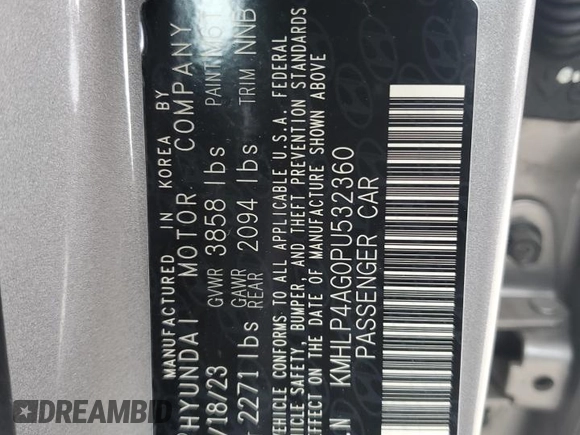 MANUFACTURED IN KOREA BY
HYUNDAI MOTOR COMPANY
/18/23 GVWR 3858 lbs PAINT
2271 lbs GAWR REAR 2094 lbs TRIM NNB
VEHICLE CONFORMS TO ALL APPLICABLE U.S.A. FEDERAL
VEHICLE SAFETY, BUMPER, AND THEFT PREVENTION STANDARDS
EFFECT ON THE DATE OF MANUFACTURE SHOWN ABOVE
KMHLP4AG0PU532360
PASSENGER CAR
DREAMBID